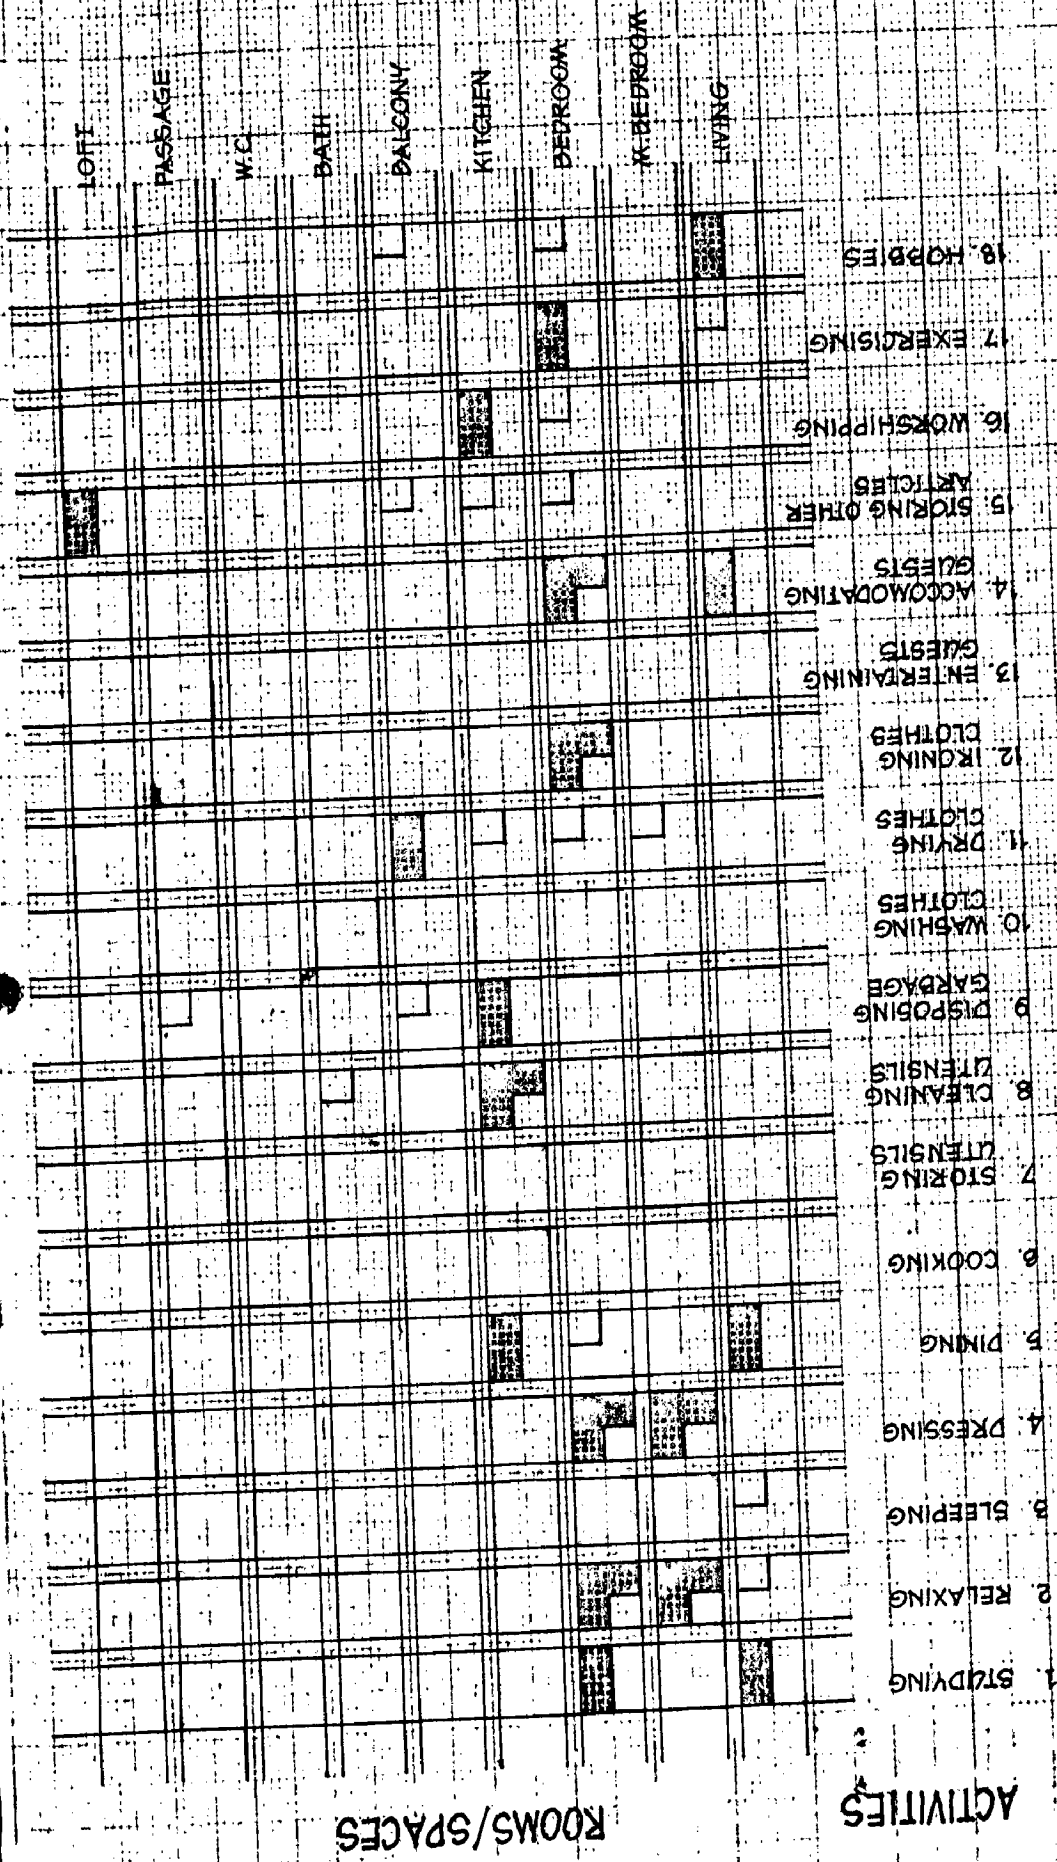 ROOMS/SPACES
LOFT
PASSAGE
W.C.
BATH
BALCONY
KITCHEN
BEDROOM
M.BEDROOM
LIVING
ACTIVITIES
1. STUDYING
2 RELAXING
3 SLEEPING
4. DRESSING
5 DINING
6. COOKING
7 STORING
UTENSILS
8 CLEANING
UTENSILS
9 DISPOSING
GARBAGE
10 WASHING
CLOTHES
11. DRYING
CLOTHES
12. IRONING
CLOTHES
13. ENTERTAINING
GUESTS
14. ACCOMODATING
GUESTS
15. STORING OTHER
ARTICLES
16. WORSHIPPING
17 EXERCISING
18. HOBBIES